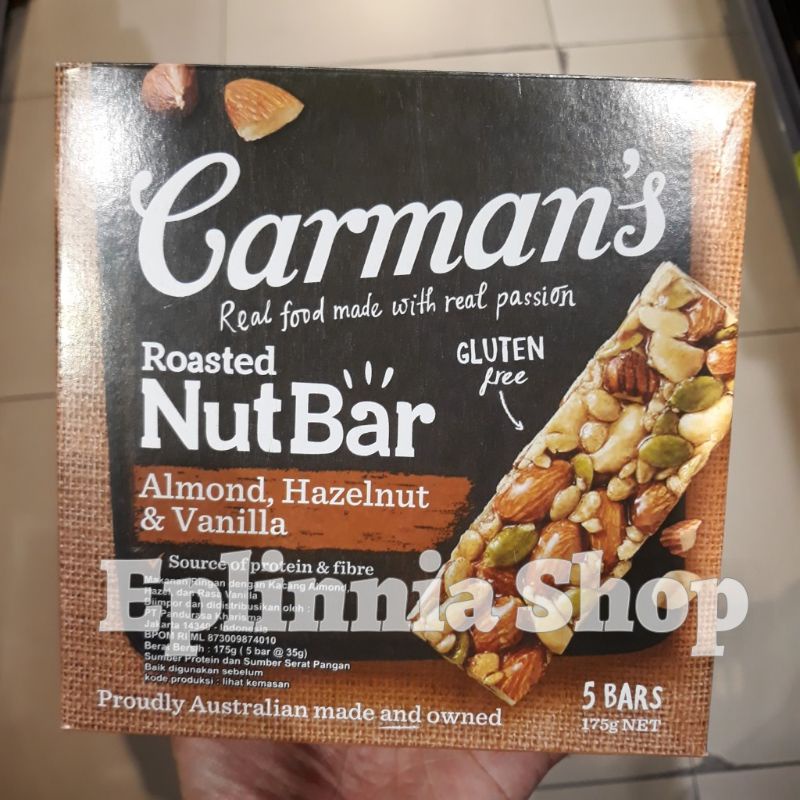 Carman's
Real food made with real passion
Roasted
NutBar
GLUTEN
free
Almond, Hazelnut
& Vanilla
Source of protein & fibre
Makanan Ringan dengan Kacang Almond,
Hazel, dan Rasa Vanilla
Diimpor dan didistribusikan oleh :
PT Pandurasa Kharisma
Jakarta 14340 - Indonesia
BPOM RI ML 873009874010
Berat Bersih : 175g ( 5 bar @ 35g)
Sumber Protein dan Sumber Serat Pangan
Baik digunakan sebelum
kode produksi : lihat kemasan
Eplinnia Shop
Proudly Australian made and owned
5 BARS
175g NET